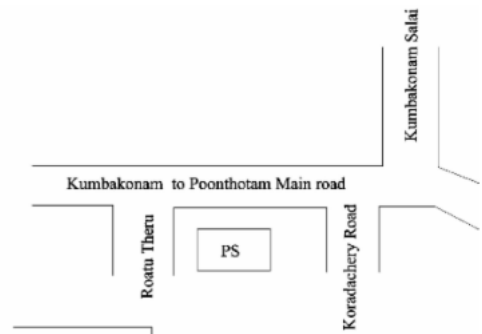 Kumbakonam Salai
Kumbakonam to Poonthotam Main road
Roatu Theru
PS
Koradachery Road